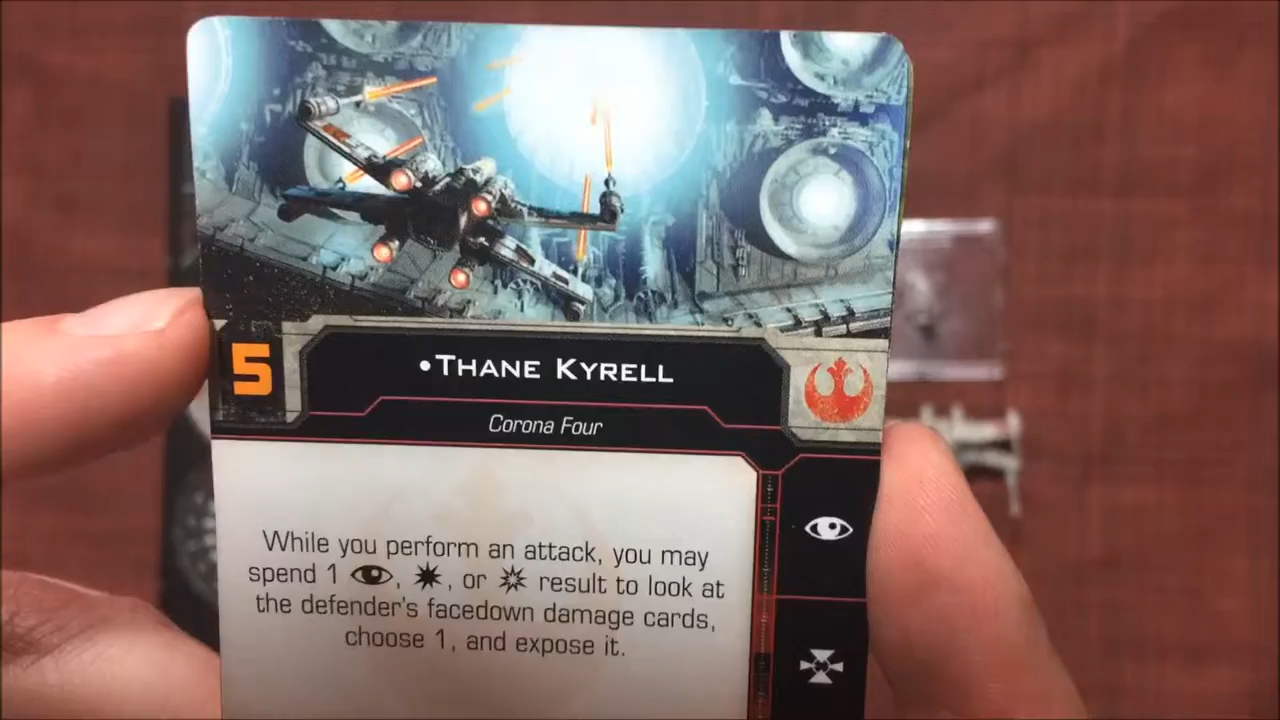 5
•Thane Kyrell
Corona Four
While you perform an attack, you may
spend 1 , , or result to look at
the defender's facedown damage cards,
choose 1, and expose it.